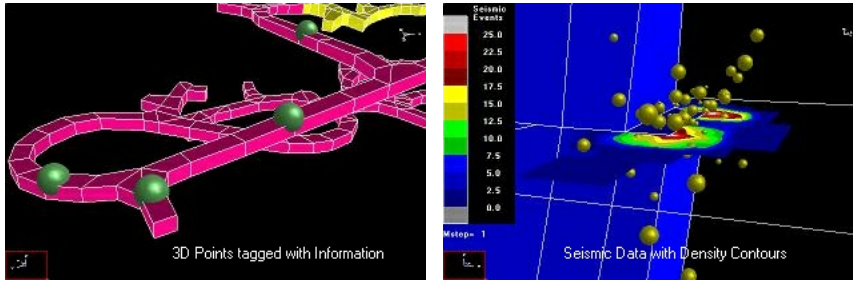 3D Points tagged with Information
Seismic
Events
25.0
22.5
20.0
17.5
15.0
12.5
10.0
7.5
5.0
2.5
0.0
Mstep= 1
Seismic Data with Density Contours